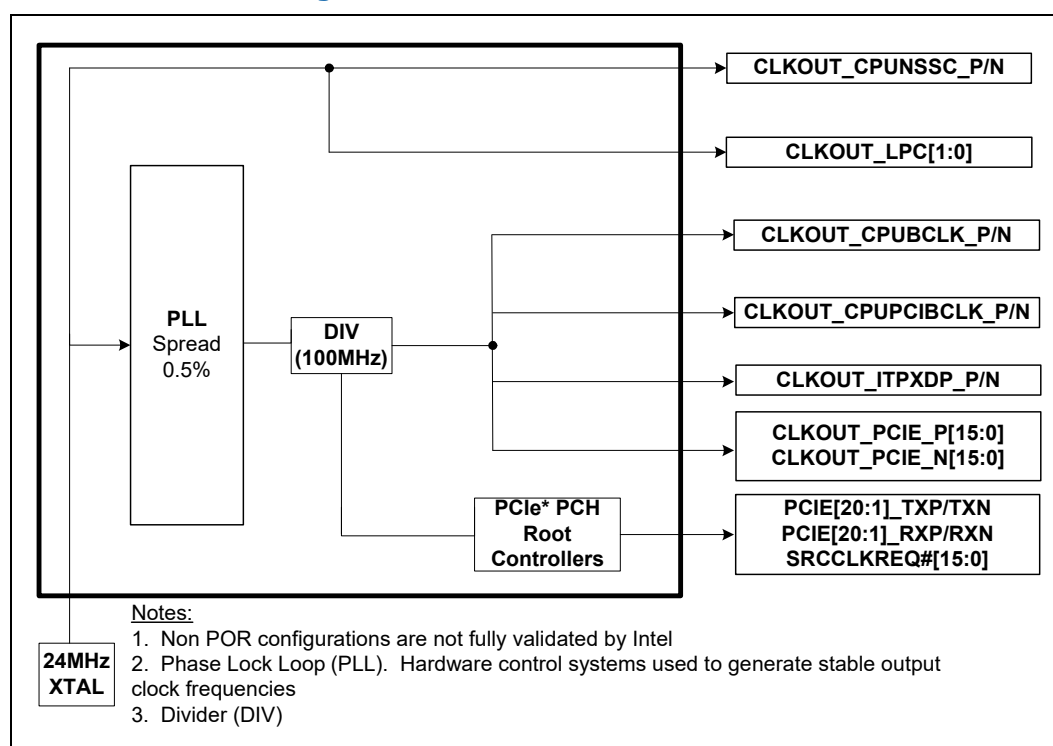 CLKOUT_CPUNSSC_P/N
CLKOUT_LPC[1:0]
CLKOUT_CPUBCLK_P/N
PLL
Spread
0.5%
DIV
(100MHz)
CLKOUT_CPUPCIBCLK_P/N
CLKOUT_ITPXDP_P/N
CLKOUT_PCIE_P[15:0]
CLKOUT_PCIE_N[15:0]
PCIe* PCH
Root
Controllers
PCIE[20:1]_TXP/TXN
PCIE[20:1]_RXP/RXN
SRCCLKREQ#[15:0]
24MHz
XTAL
Notes:
1. Non POR configurations are not fully validated by Intel
2. Phase Lock Loop (PLL). Hardware control systems used to generate stable output
clock frequencies
3. Divider (DIV)